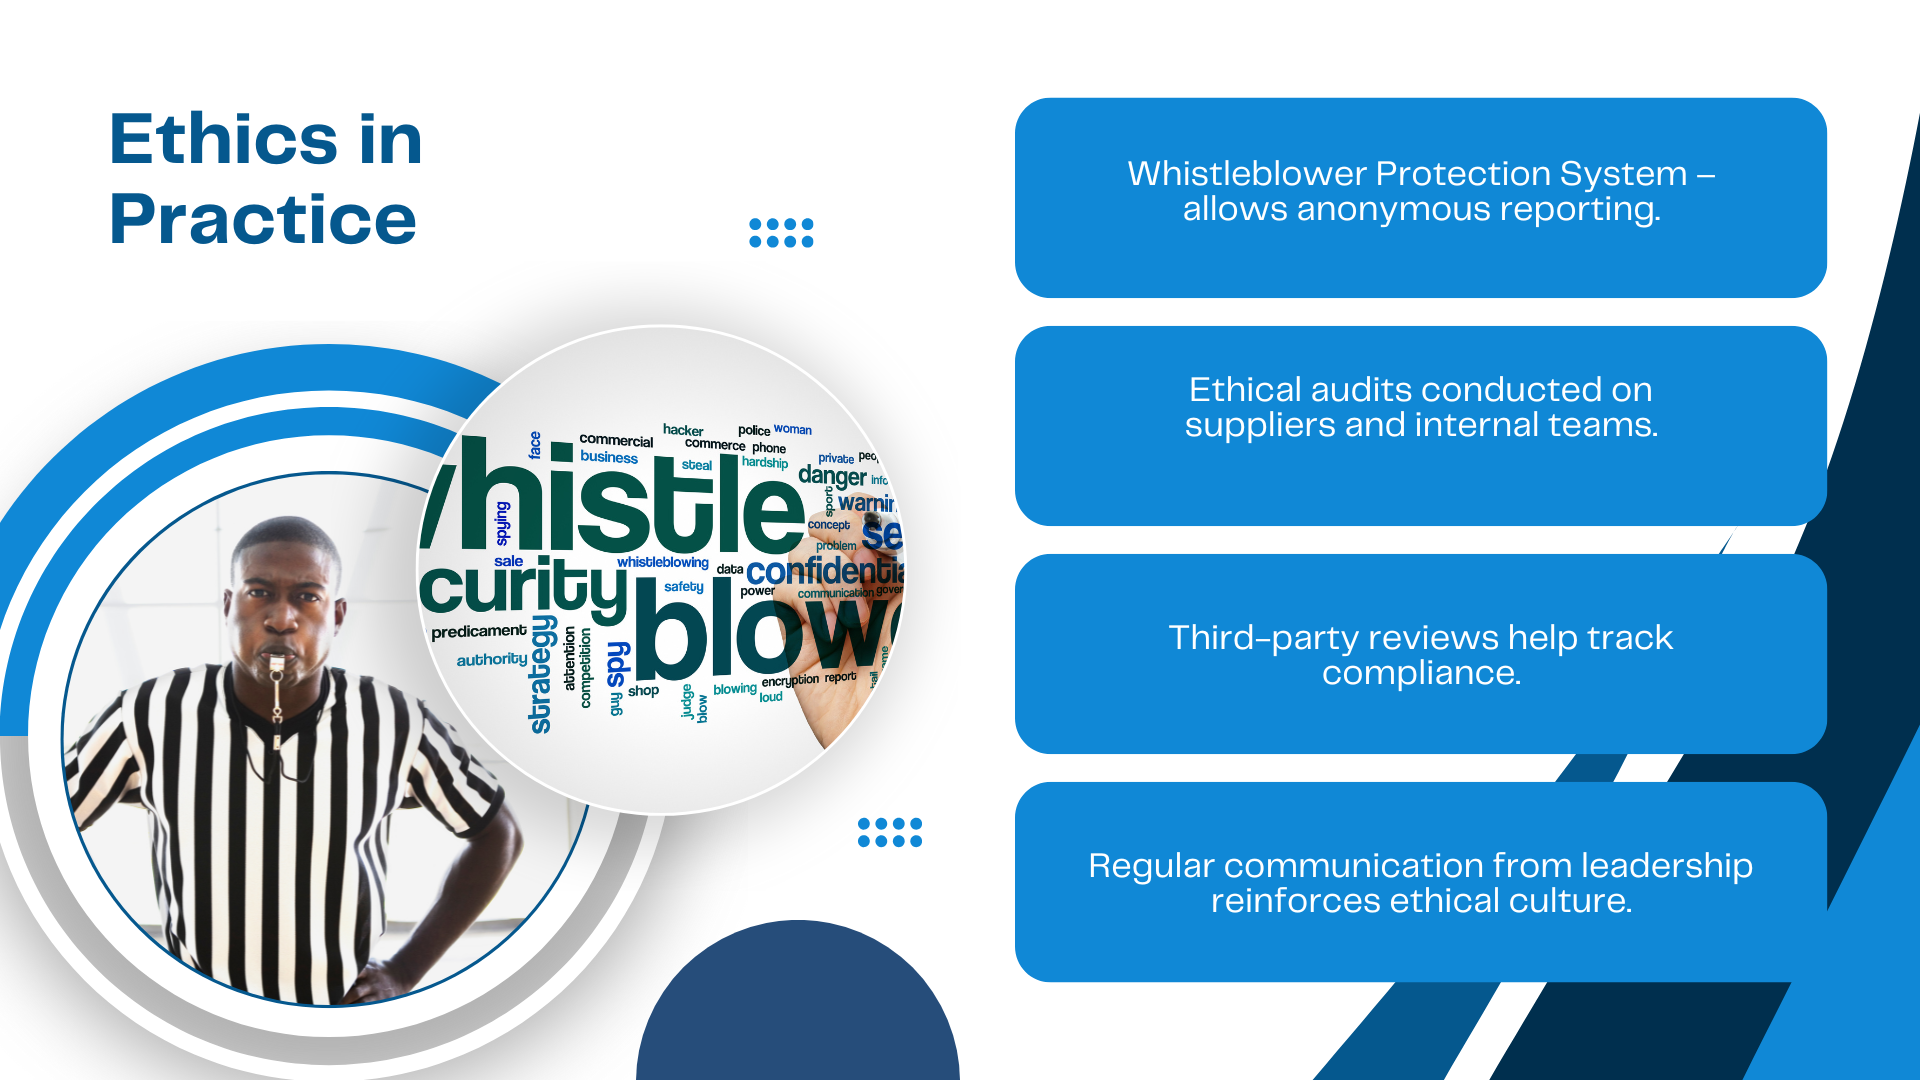 Ethics in
Practice
Whistleblower Protection System –
allows anonymous reporting.
Ethical audits conducted on
suppliers and internal teams.
Third-party reviews help track
compliance.
Regular communication from leadership
reinforces ethical culture.
face
commercial
hacker
police
woman
commerce
phone
business
steal
hardship
private
danger
histle
spying
sport
concept
problem
sale
whistleblowing
data
curity
safety
power
communication
blow
predicament
authority
strategy
attention
competition
spy
guy
shop
judge
blow
blowing
loud
encryption
report